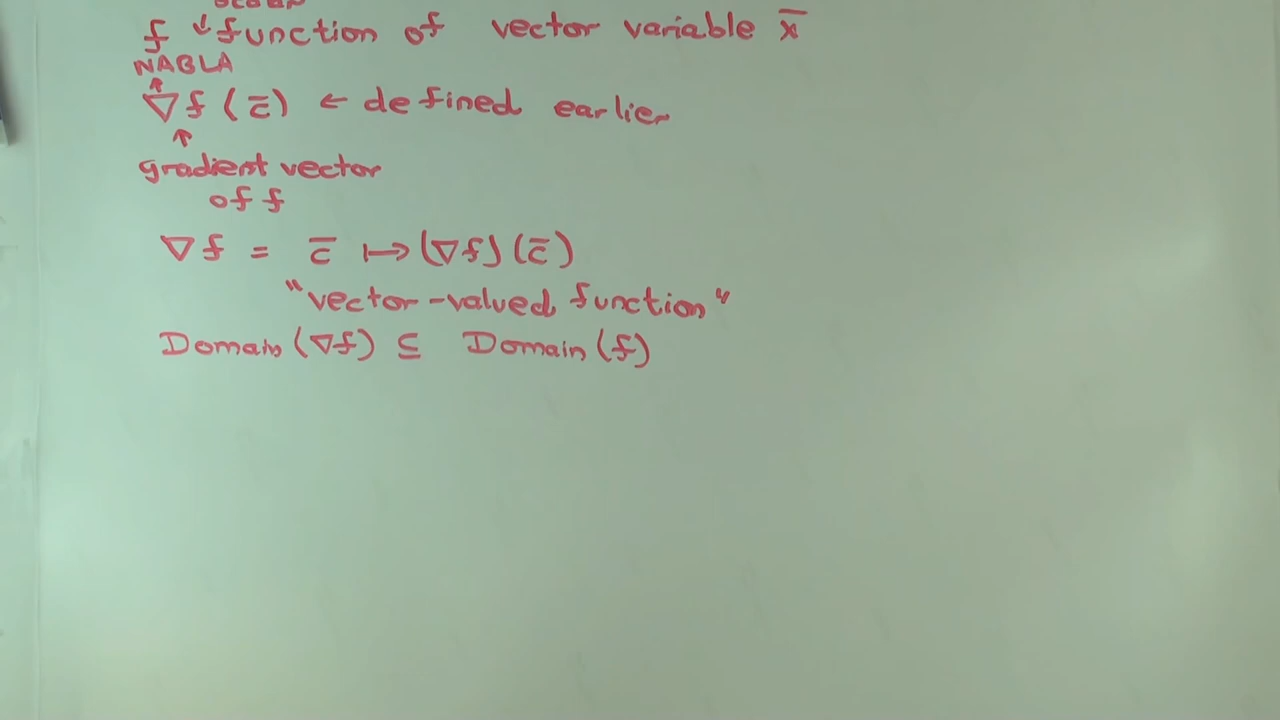 f ↓ function of vector variable x̄
NABLA
↑
∇f (c̄) ← defined earlier
↑
gradient vector
of f
∇f = c̄ ↦ (∇f)(c̄)
"vector-valued function"
Domain (∇f) ⊆ Domain (f)